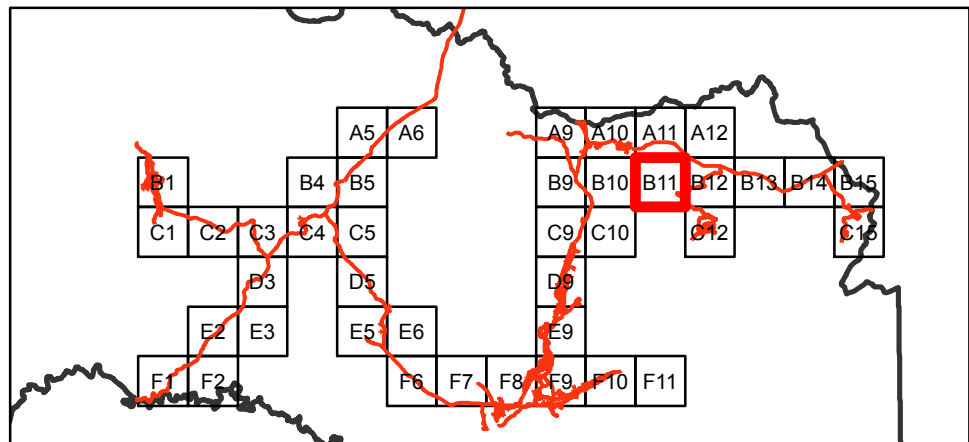 A5 A6 A9 A10 A11 A12
B1 B4 B5 B9 B10 B11 B12 B13 B14 B15
C1 C2 C3 C4 C5 C9 C10 C12 C15
D3 D5 D9
E2 E3 E5 E6 E9
F1 F2 F6 F7 F8 F9 F10 F11